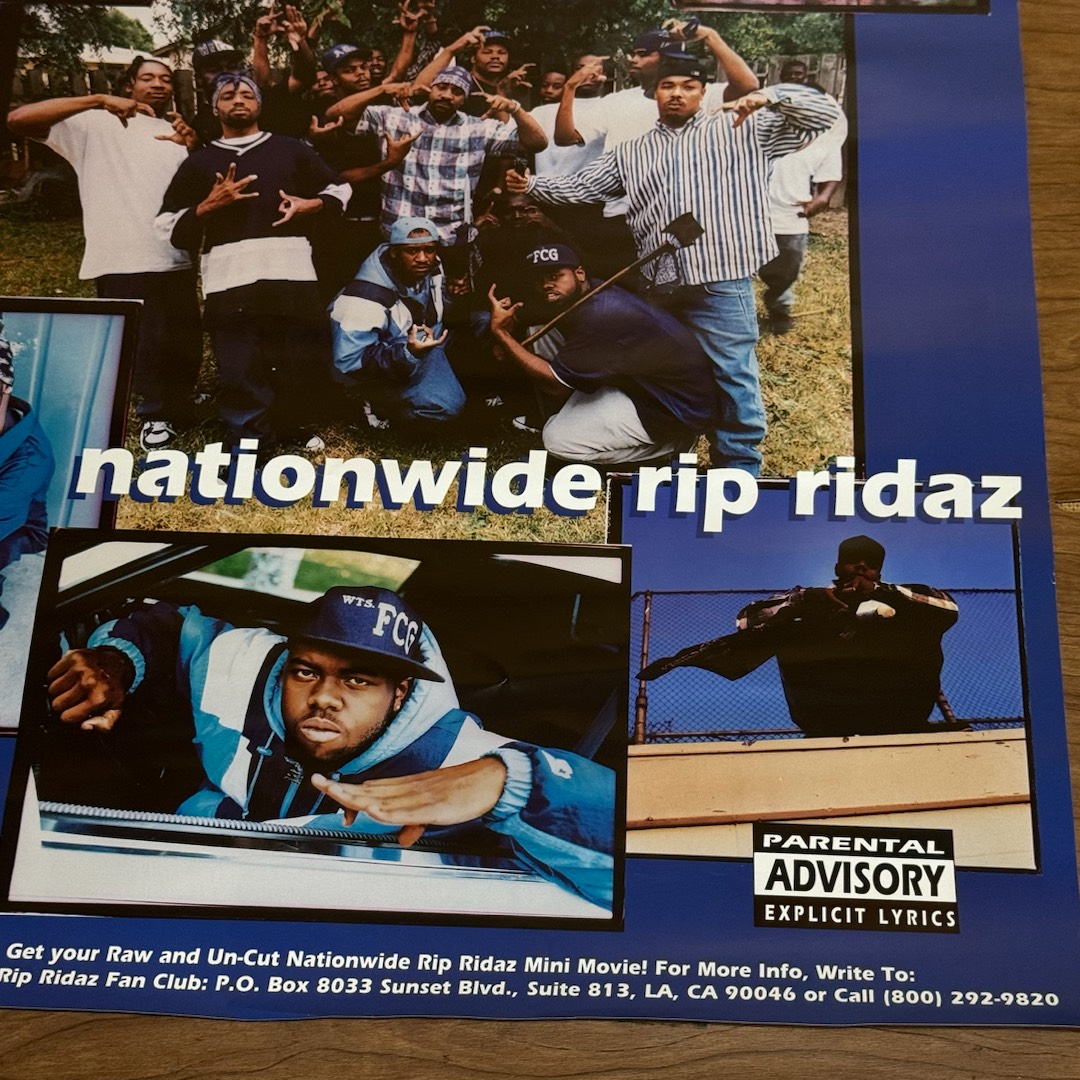 FCG
nationwide rip ridaz
WTS. FCG
PARENTAL
ADVISORY
EXPLICIT LYRICS
Get your Raw and Un-Cut Nationwide Rip Ridaz Mini Movie! For More Info, Write To:
Rip Ridaz Fan Club: P.O. Box 8033 Sunset Blvd., Suite 813, LA, CA 90046 or Call (800) 292-9820